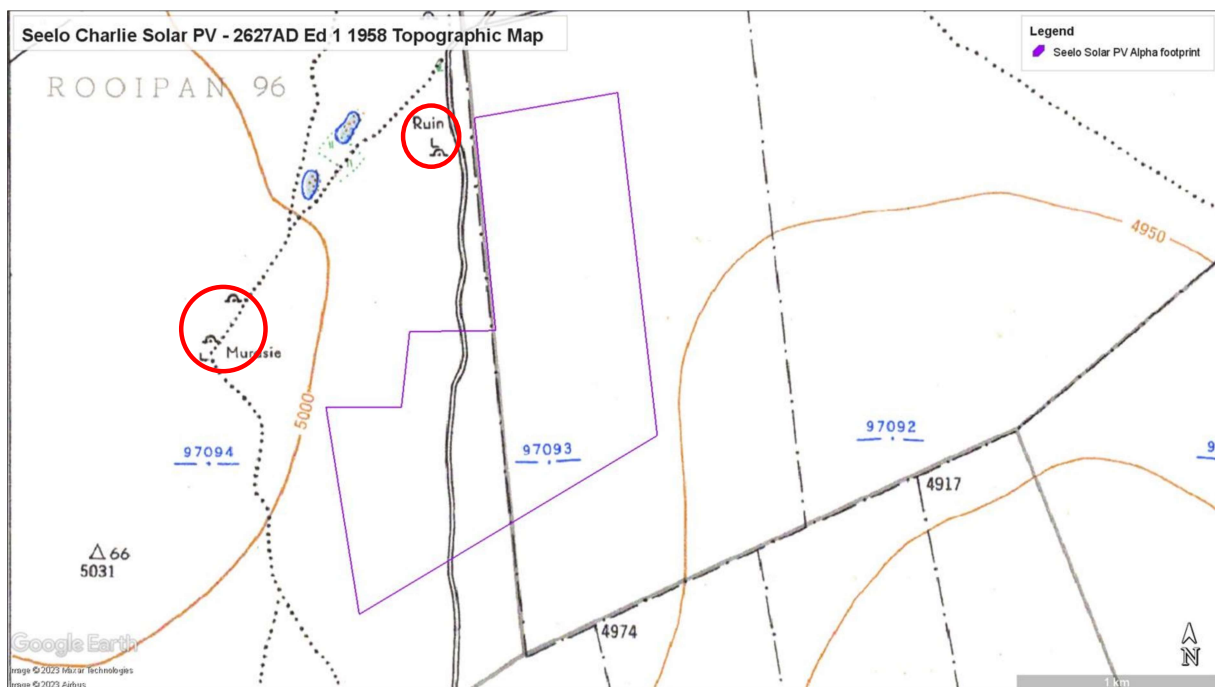 Seelo Charlie Solar PV - 2627AD Ed 1 1958 Topographic Map
Legend
Seelo Solar PV Alpha footprint
ROOIPAN 96
Ruin
4950
Murasie
5000
97094
97093
97092
9
4917
66
5031
4974
Google Earth
Image © 2023 Maxar Technologies
Image © 2023 Airbus
N
1 km